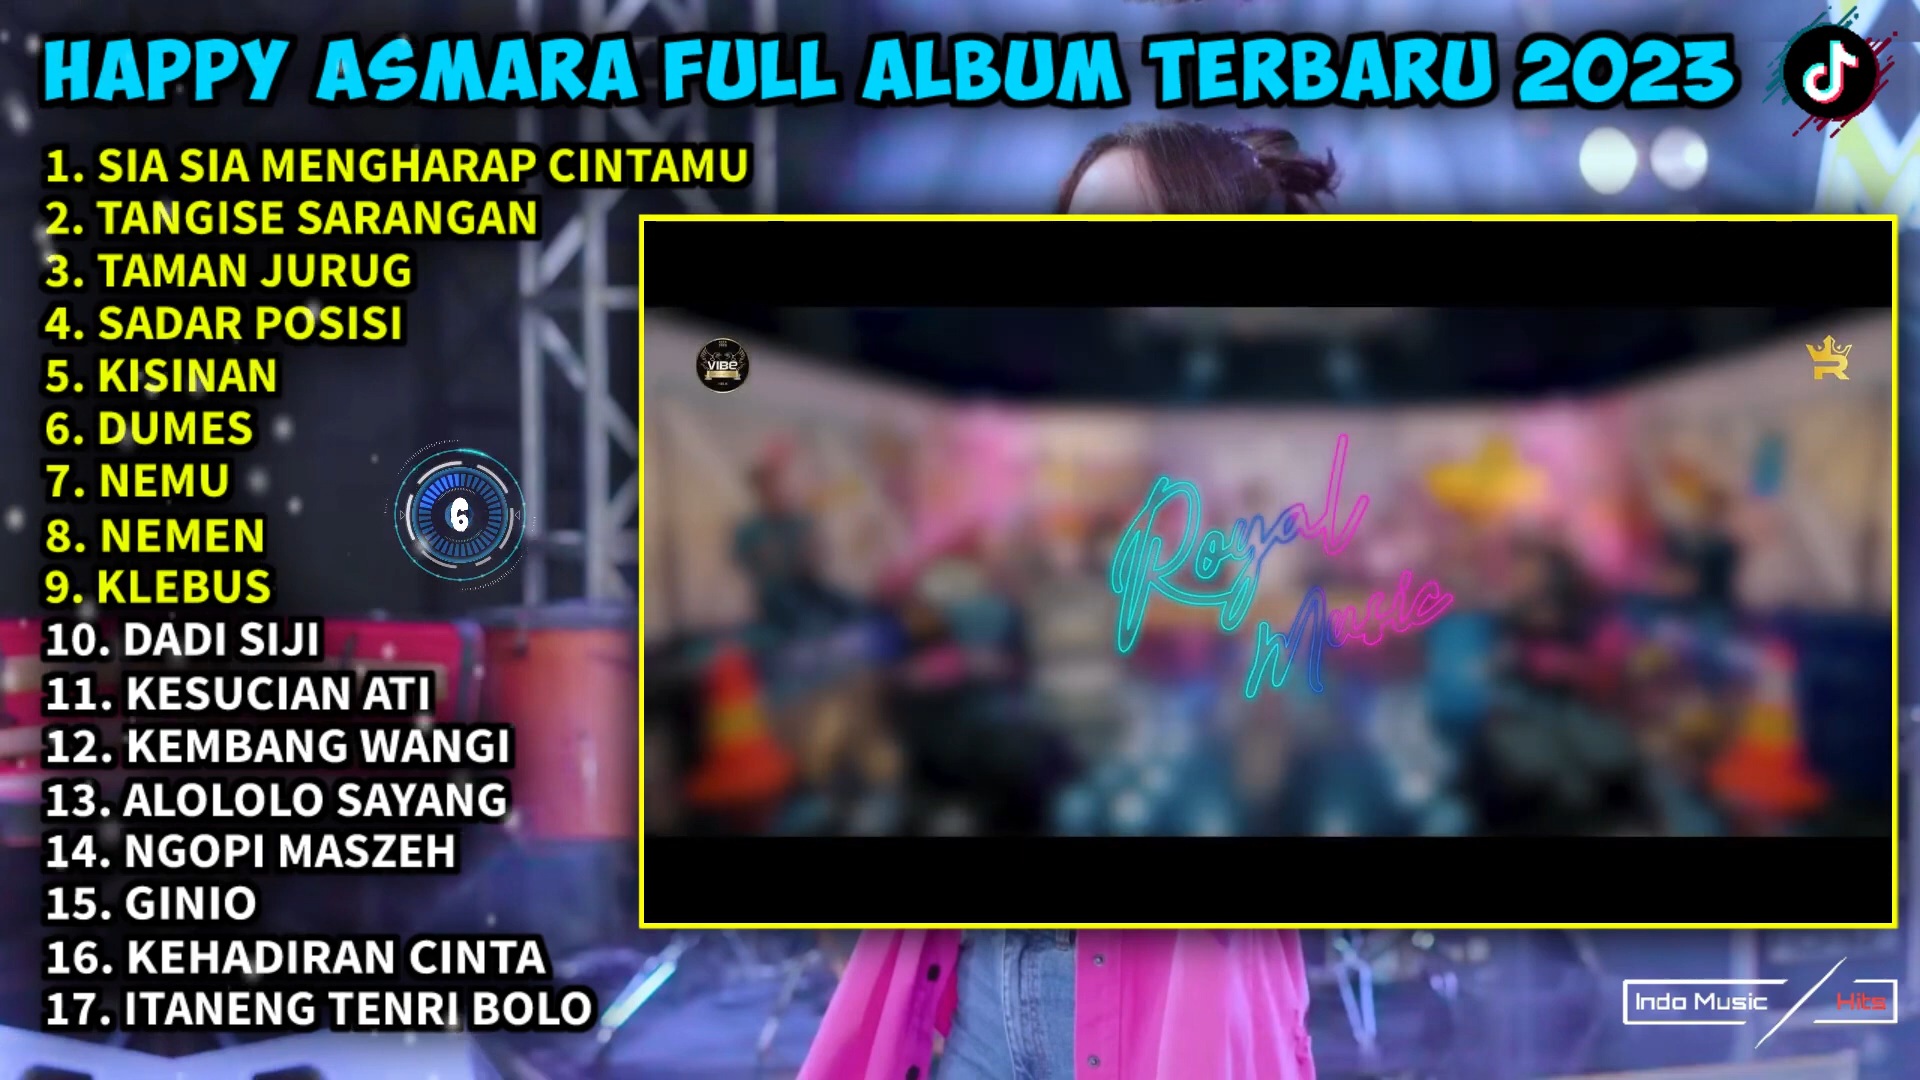 HAPPY ASMARA FULL ALBUM TERBARU 2023
1. SIA SIA MENGHARAP CINTAMU
2. TANGISE SARANGAN
3. TAMAN JURUG
4. SADAR POSISI
5. KISINAN
6. DUMES
7. NEMU
8. NEMEN
9. KLEBUS
10. DADI SIJI
11. KESUCIAN ATI
12. KEMBANG WANGI
13. ALOLOLO SAYANG
14. NGOPI MASZEH
15. GINIO
16. KEHADIRAN CINTA
17. ITANENG TENRI BOLO
6
VIBE
R
Royal
Music
Indo Music Hits